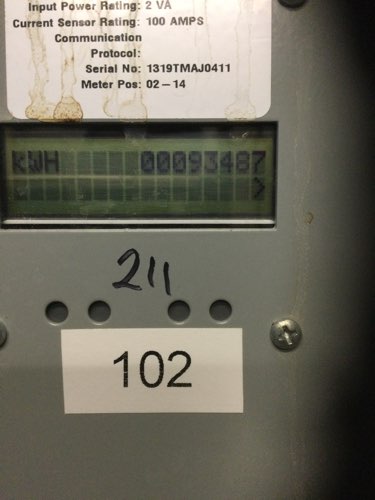 Input Power Rating: 2 VA
Current Sensor Rating: 100 AMPS
Communication
Protocol:
Serial No: 1319TMAJ0411
Meter Pos: 02-14
KWH 00093487
< >
211
102